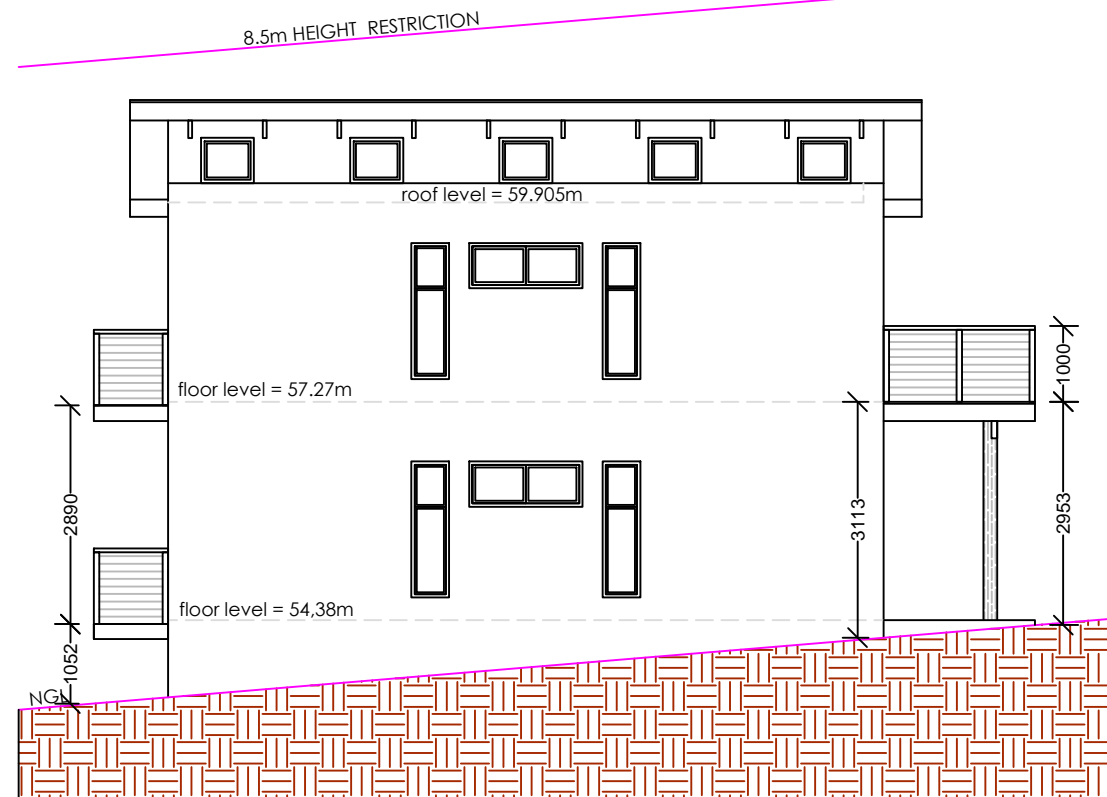 8.5m HEIGHT RESTRICTION
roof level = 59.905m
floor level = 57.27m
1000
2890
3113
2953
floor level = 54,38m
1052
NGL